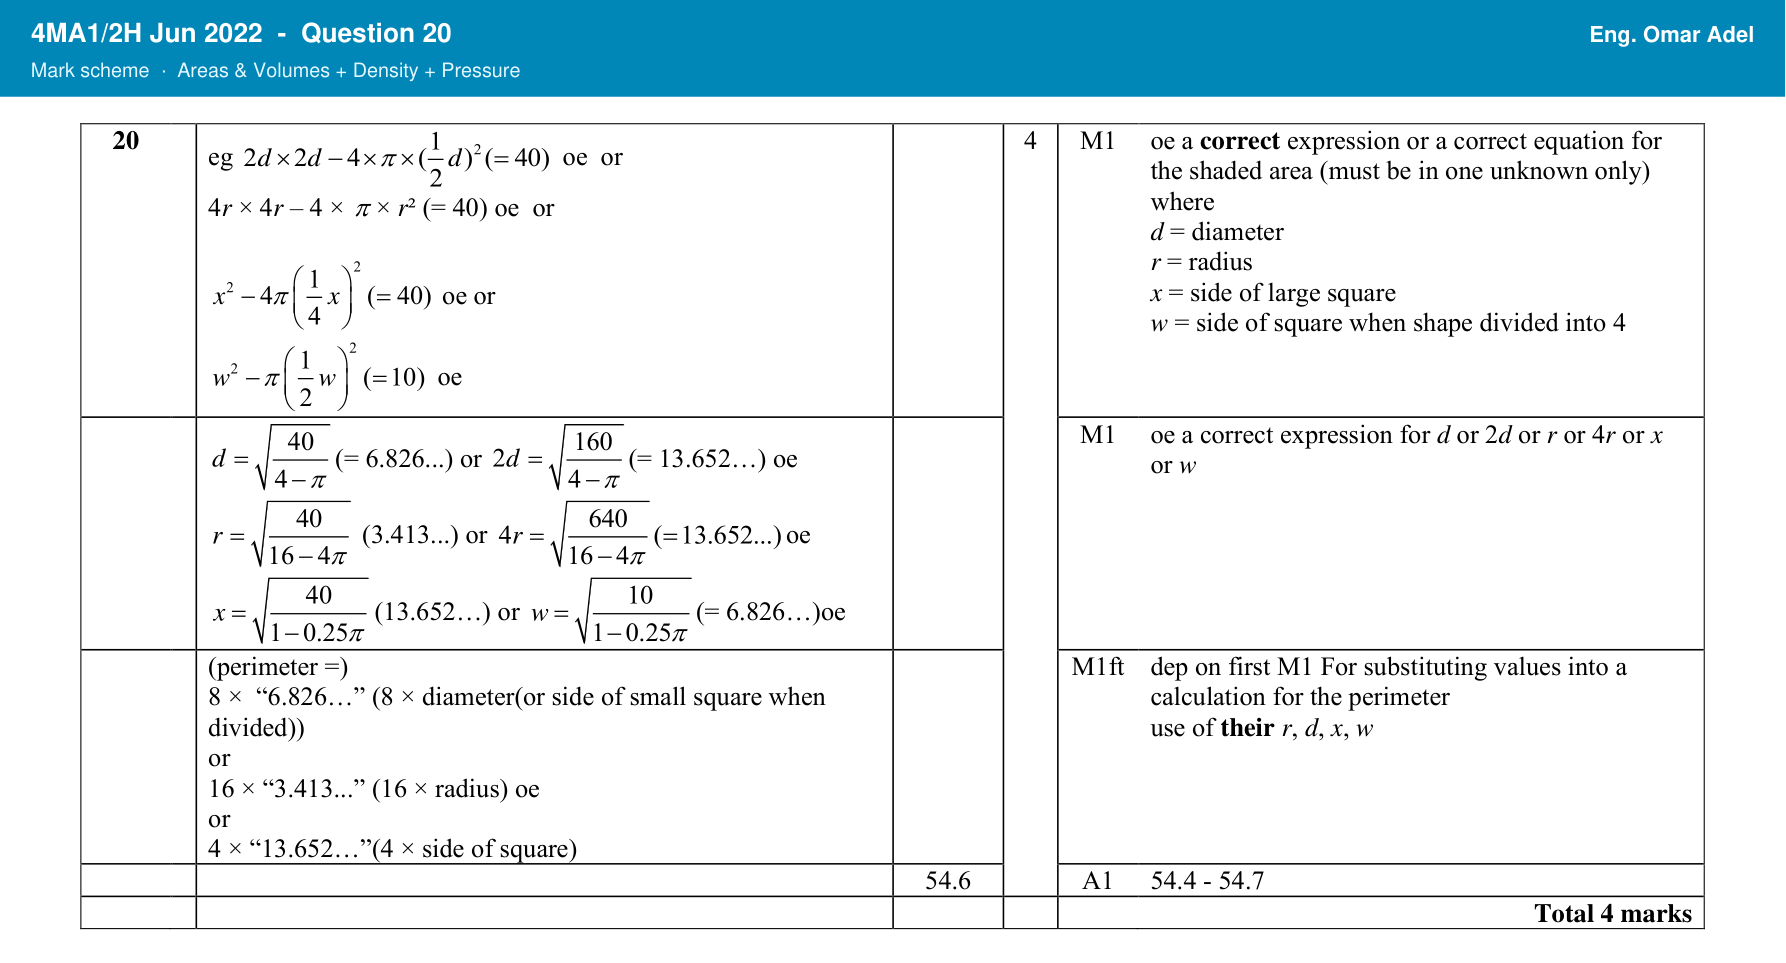 4MA1/2H Jun 2022 - Question 20
Eng. Omar Adel
Mark scheme · Areas & Volumes + Density + Pressure
20
eg 2d × 2d − 4 × π × (1/2 d)² (= 40) oe or
4r × 4r – 4 × π × r² (= 40) oe or
x² − 4π(1/4 x)² (= 40) oe or
w² − π(1/2 w)² (= 10) oe
4
M1
oe a correct expression or a correct equation for
the shaded area (must be in one unknown only)
where
d = diameter
r = radius
x = side of large square
w = side of square when shape divided into 4
d = √(40/(4 − π)) (= 6.826...) or 2d = √(160/(4 − π)) (= 13.652…) oe
r = √(40/(16 − 4π)) (3.413...) or 4r = √(640/(16 − 4π)) (= 13.652...) oe
x = √(40/(1 − 0.25π)) (13.652…) or w = √(10/(1 − 0.25π)) (= 6.826…)oe
M1
oe a correct expression for d or 2d or r or 4r or x
or w
(perimeter =)
8 × “6.826…” (8 × diameter(or side of small square when
divided))
or
16 × “3.413...” (16 × radius) oe
or
4 × “13.652…”(4 × side of square)
M1ft
dep on first M1 For substituting values into a
calculation for the perimeter
use of their r, d, x, w
54.6
A1
54.4 - 54.7
Total 4 marks